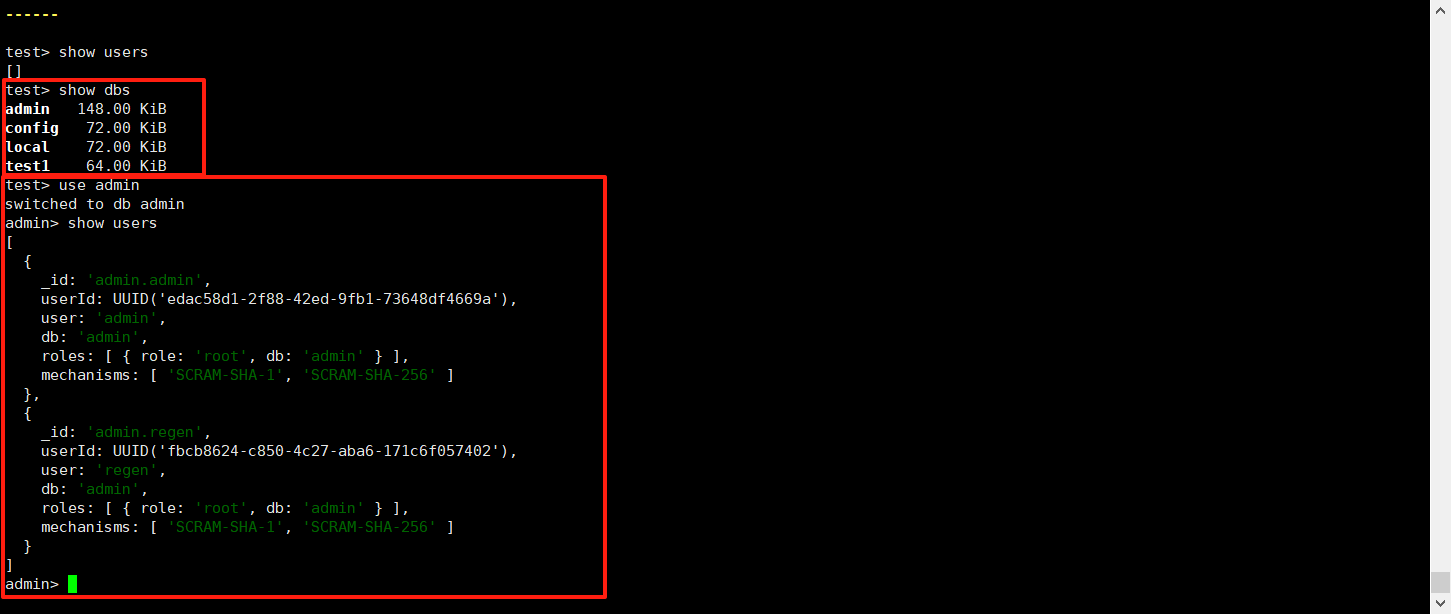 ------
test> show users
[]
test> show dbs
admin   148.00 KiB
config   72.00 KiB
local    72.00 KiB
test1    64.00 KiB
test> use admin
switched to db admin
admin> show users
[
  {
    _id: 'admin.admin',
    userId: UUID('edac58d1-2f88-42ed-9fb1-73648df4669a'),
    user: 'admin',
    db: 'admin',
    roles: [ { role: 'root', db: 'admin' } ],
    mechanisms: [ 'SCRAM-SHA-1', 'SCRAM-SHA-256' ]
  },
  {
    _id: 'admin.regen',
    userId: UUID('fbcb8624-c850-4c27-aba6-171c6f057402'),
    user: 'regen',
    db: 'admin',
    roles: [ { role: 'root', db: 'admin' } ],
    mechanisms: [ 'SCRAM-SHA-1', 'SCRAM-SHA-256' ]
  }
]
admin>